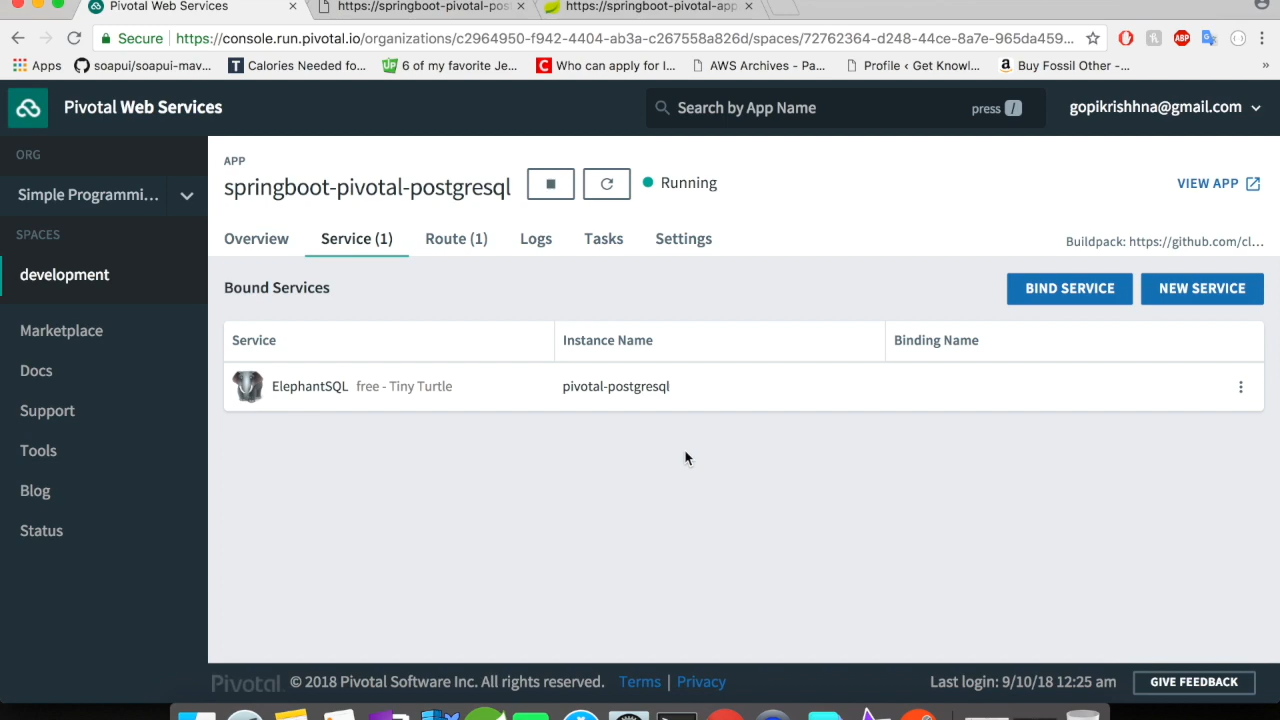 Pivotal Web Services
https://springboot-pivotal-post
https://springboot-pivotal-app
Secure
https://console.run.pivotal.io/organizations/c2964950-f942-4404-ab3a-c267558a826d/spaces/72762364-d248-44ce-8a7e-965da459...
Apps
soapui/soapui-mav...
T Calories Needed fo...
UP 6 of my favorite Je...
C Who can apply for I...
AWS Archives - Pa...
Profile ‹ Get Knowl...
a Buy Fossil Other -...
»
ABP
Pivotal Web Services
Search by App Name
press /
gopikrishhna@gmail.com
ORG
Simple Programmi...
SPACES
development
Marketplace
Docs
Support
Tools
Blog
Status
APP
springboot-pivotal-postgresql
Running
VIEW APP
Overview
Service (1)
Route (1)
Logs
Tasks
Settings
Buildpack: https://github.com/cl...
Bound Services
BIND SERVICE
NEW SERVICE
Service
Instance Name
Binding Name
ElephantSQL free - Tiny Turtle
pivotal-postgresql
Pivotal. © 2018 Pivotal Software Inc. All rights reserved. Terms | Privacy
Last login: 9/10/18 12:25 am
GIVE FEEDBACK